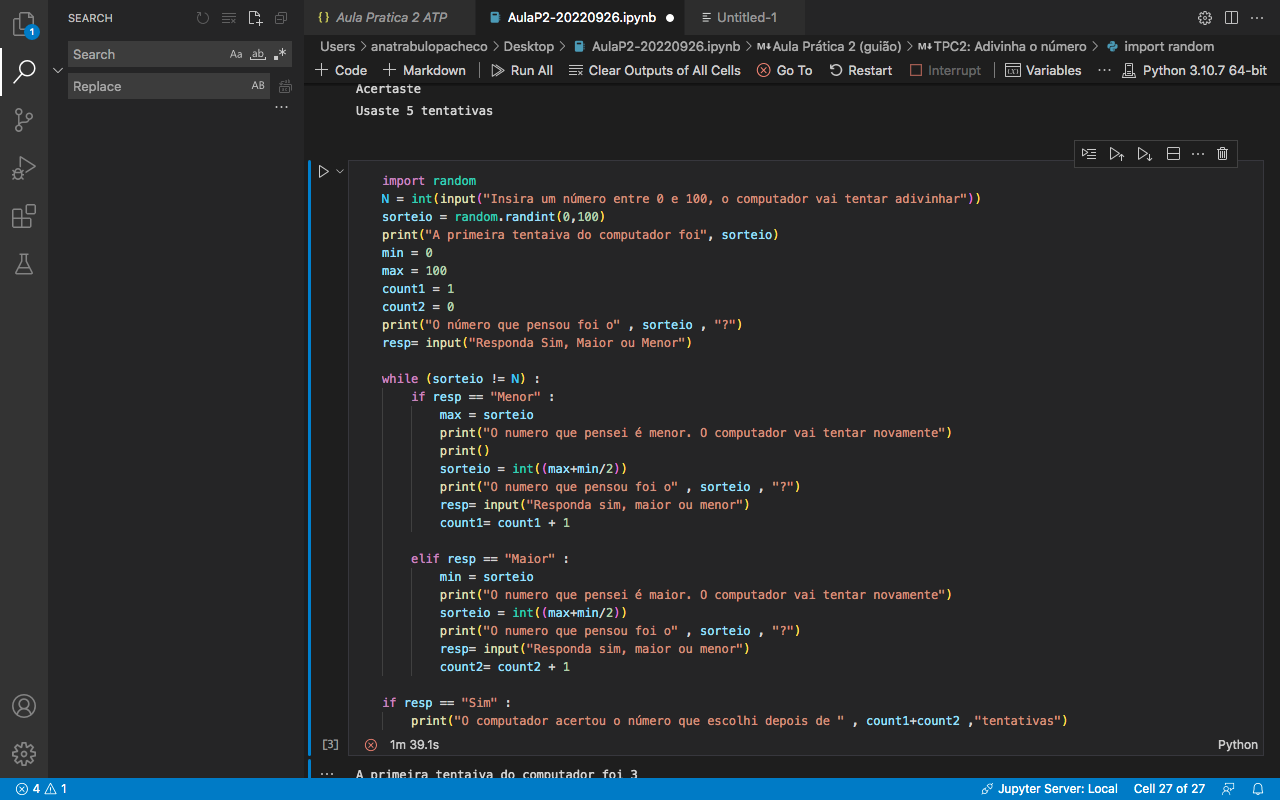 SEARCH
{} Aula Pratica 2 ATP
AulaP2-20220926.ipynb
Untitled-1
1
Search
Aa
ab
.*
Replace
AB
Users > anatrabulopacheco > Desktop > AulaP2-20220926.ipynb > M↓Aula Prática 2 (guião) > M↓TPC2: Adivinha o número > import random
+ Code + Markdown Run All Clear Outputs of All Cells Go To Restart Interrupt Variables ... Python 3.10.7 64-bit
Acertaste
Usaste 5 tentativas
import random
N = int(input("Insira um número entre 0 e 100, o computador vai tentar adivinhar"))
sorteio = random.randint(0,100)
print("A primeira tentaiva do computador foi", sorteio)
min = 0
max = 100
count1 = 1
count2 = 0
print("O número que pensou foi o" , sorteio , "?")
resp= input("Responda Sim, Maior ou Menor")
while (sorteio != N) :
if resp == "Menor" :
max = sorteio
print("O numero que pensei é menor. O computador vai tentar novamente")
print()
sorteio = int((max+min/2))
print("O numero que pensou foi o" , sorteio , "?")
resp= input("Responda sim, maior ou menor")
count1= count1 + 1
elif resp == "Maior" :
min = sorteio
print("O numero que pensei é maior. O computador vai tentar novamente")
sorteio = int((max+min/2))
print("O numero que pensou foi o" , sorteio , "?")
resp= input("Responda sim, maior ou menor")
count2= count2 + 1
if resp == "Sim" :
print("O computador acertou o número que escolhi depois de " , count1+count2 ,"tentativas")
[3] 1m 39.1s Python
... A primeira tentaiva do computador foi 3
4 1 Jupyter Server: Local Cell 27 of 27